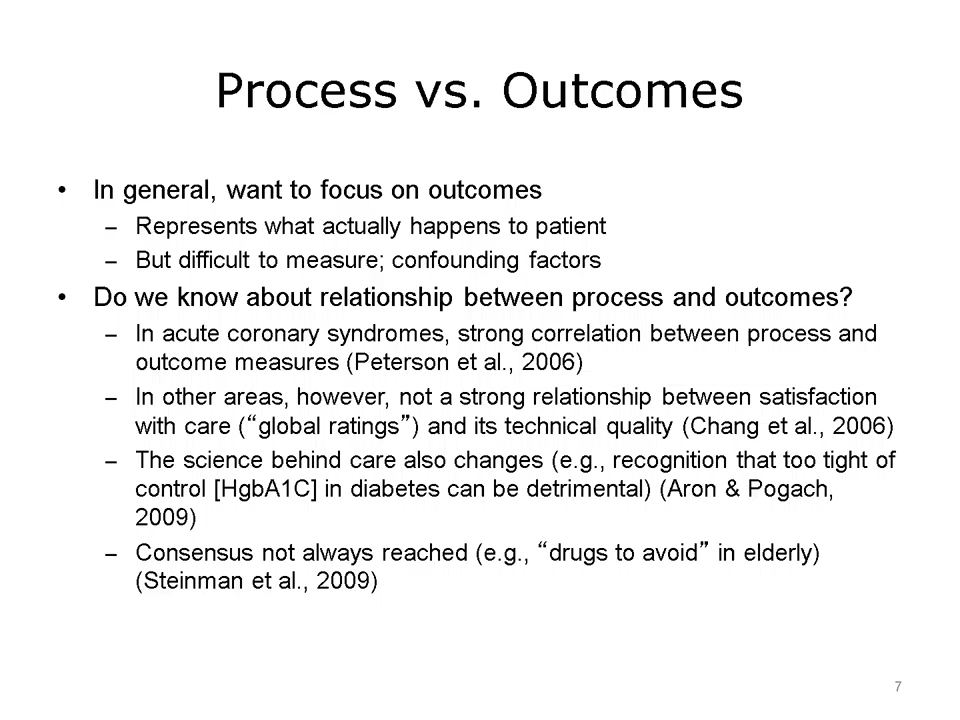 Process vs. Outcomes
• In general, want to focus on outcomes
– Represents what actually happens to patient
– But difficult to measure; confounding factors
• Do we know about relationship between process and outcomes?
– In acute coronary syndromes, strong correlation between process and
outcome measures (Peterson et al., 2006)
– In other areas, however, not a strong relationship between satisfaction
with care (“global ratings”) and its technical quality (Chang et al., 2006)
– The science behind care also changes (e.g., recognition that too tight of
control [HgbA1C] in diabetes can be detrimental) (Aron & Pogach,
2009)
– Consensus not always reached (e.g., “drugs to avoid” in elderly)
(Steinman et al., 2009)
7